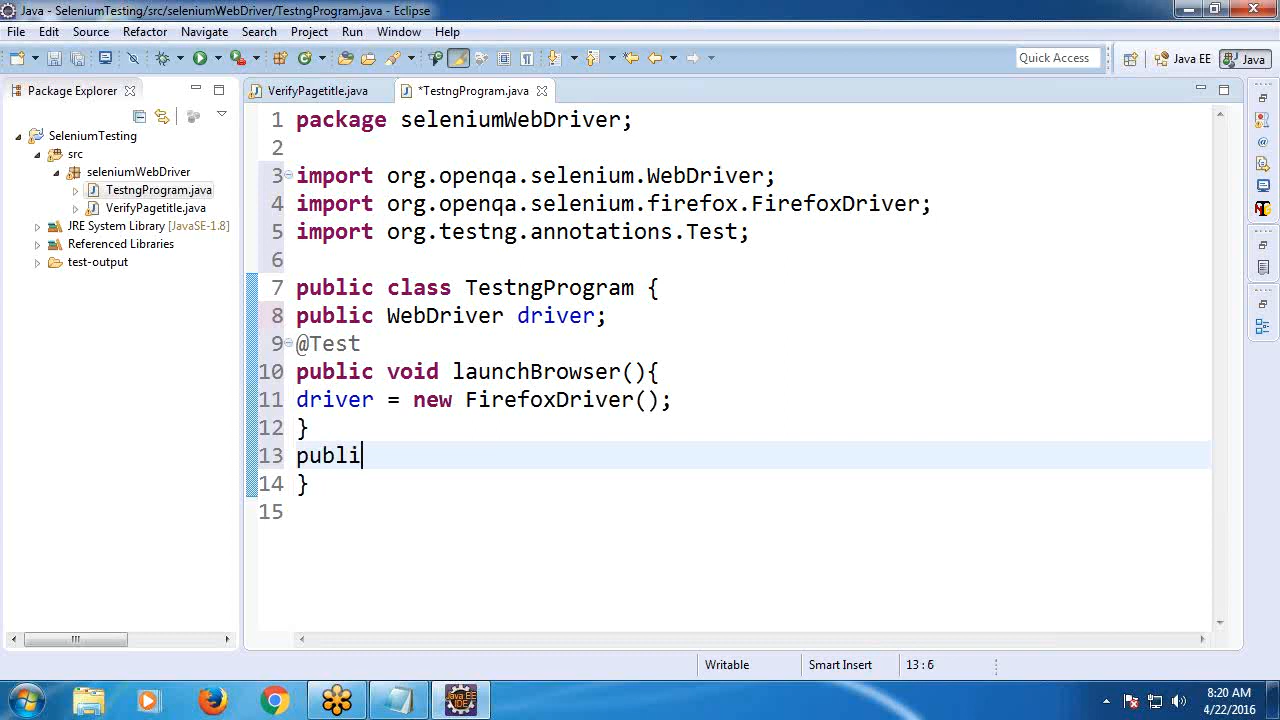 Java - SeleniumTesting/src/seleniumWebDriver/TestngProgram.java - Eclipse
File Edit Source Refactor Navigate Search Project Run Window Help
Quick Access
Java EE
Java
Package Explorer
VerifyPagetitle.java
*TestngProgram.java
SeleniumTesting
src
seleniumWebDriver
TestngProgram.java
VerifyPagetitle.java
JRE System Library [JavaSE-1.8]
Referenced Libraries
test-output
1 package seleniumWebDriver;
2
3 import org.openqa.selenium.WebDriver;
4 import org.openqa.selenium.firefox.FirefoxDriver;
5 import org.testng.annotations.Test;
6
7 public class TestngProgram {
8 public WebDriver driver;
9 @Test
10 public void launchBrowser(){
11 driver = new FirefoxDriver();
12 }
13 publi
14 }
15
Writable Smart Insert 13 : 6
Java EE
IDE
8:20 AM
4/22/2016